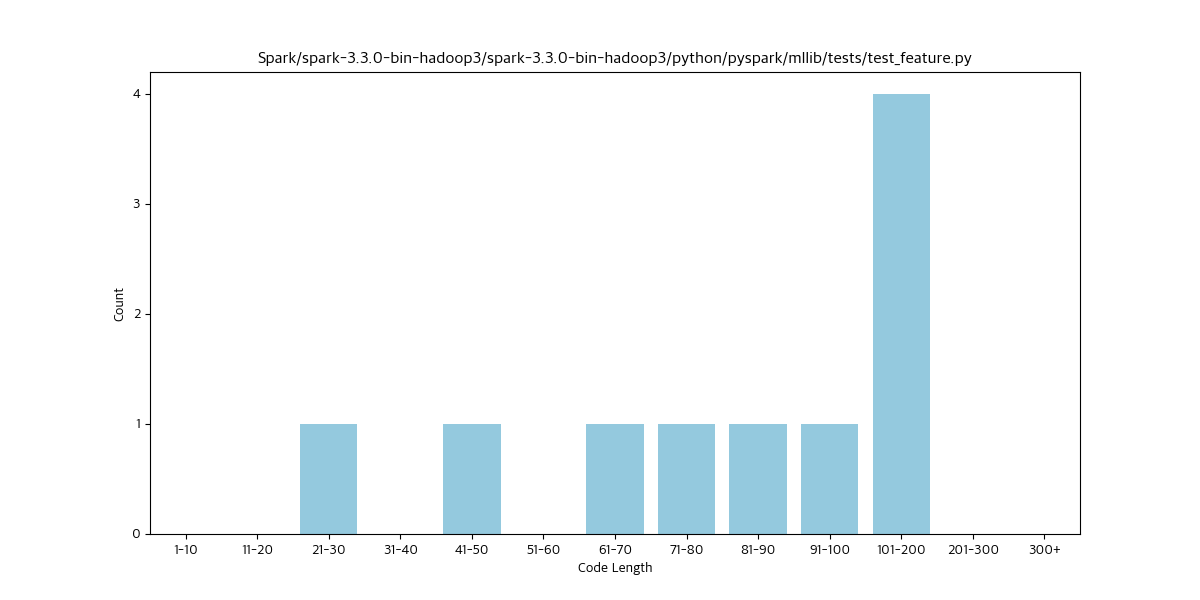 Spark/spark-3.3.0-bin-hadoop3/spark-3.3.0-bin-hadoop3/python/pyspark/mllib/tests/test_feature.py
4
3
2
1
0
Count
1-10 11-20 21-30 31-40 41-50 51-60 61-70 71-80 81-90 91-100 101-200 201-300 300+
Code Length